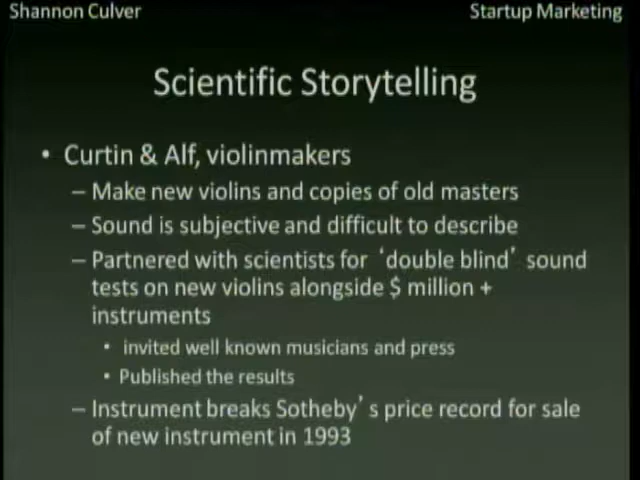 Shannon Culver
Startup Marketing
Scientific Storytelling
• Curtin & Alf, violinmakers
– Make new violins and copies of old masters
– Sound is subjective and difficult to describe
– Partnered with scientists for 'double blind' sound
tests on new violins alongside $ million +
instruments
• invited well known musicians and press
• Published the results
– Instrument breaks Sotheby's price record for sale
of new instrument in 1993